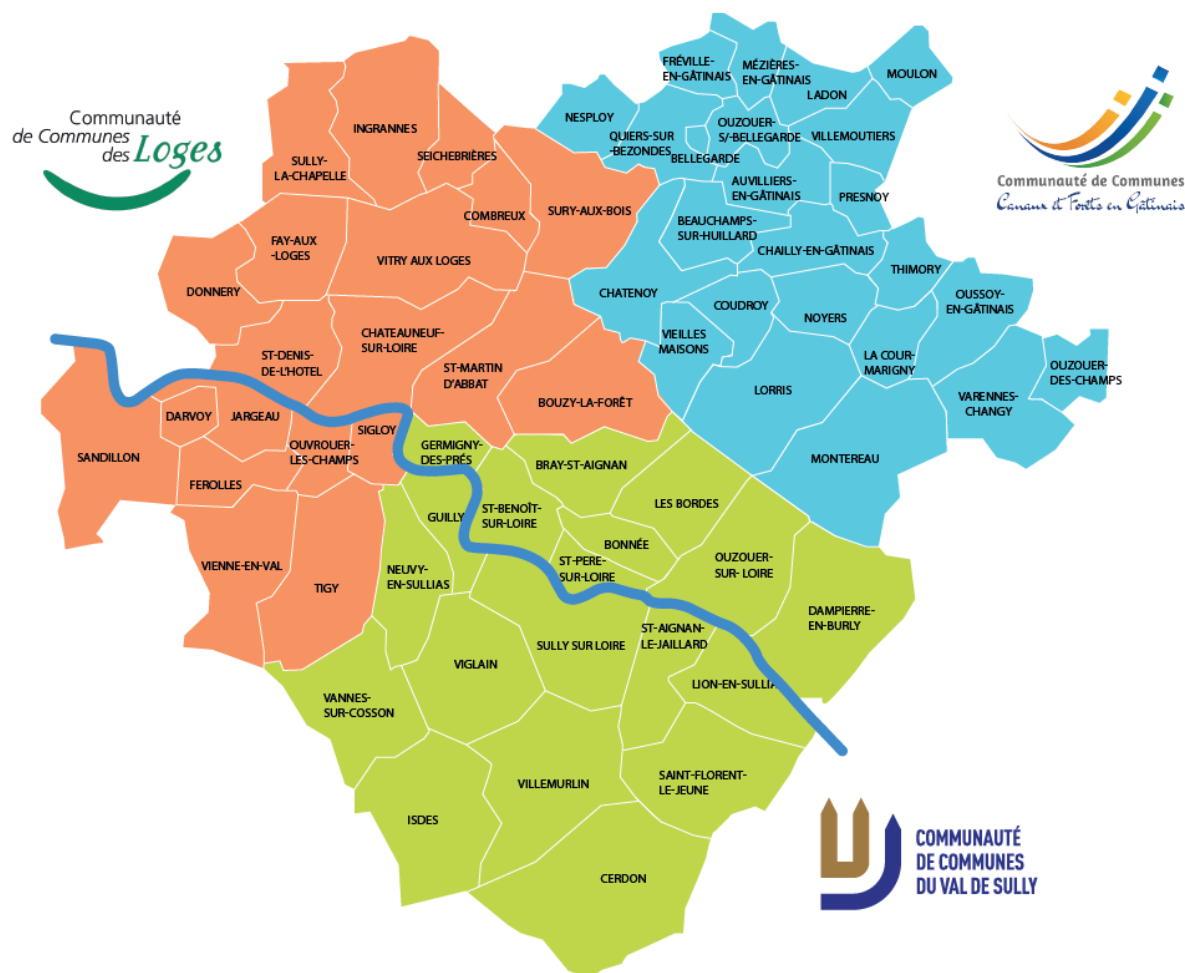 Communauté
de Communes
des Loges
Communauté de Communes
Canaux et Forêts en Gâtinais
FRÉVILLE-
EN-GÂTINAIS
MÉZIÈRES-
EN-GÂTINAIS
MOULON
LADON
NESPLOY
QUIERS-SUR
-BEZONDES
OUZOUER-
S/-BELLEGARDE
VILLEMOUTIERS
BELLEGARDE
AUVILLIERS-
EN-GÂTINAIS
PRESNOY
BEAUCHAMPS-
SUR-HUILLARD
CHAILLY-EN-GÂTINAIS
THIMORY
OUSSOY-
EN-GÂTINAIS
CHATENOY
COUDROY
NOYERS
VIEILLES
MAISONS
LA COUR-
MARIGNY
OUZOUER-
-DES-CHAMPS
LORRIS
VARENNES-
CHANGY
MONTEREAU
INGRANNES
SEICHEBRIÈRES
SULLY-
LA-CHAPELLE
COMBREUX
SURY-AUX-BOIS
FAY-AUX
-LOGES
VITRY AUX LOGES
DONNERY
CHATEAUNEUF-
SUR-LOIRE
ST-DENIS-
DE-L'HOTEL
ST-MARTIN
D'ABBAT
BOUZY-LA-FORÊT
DARVOY
JARGEAU
SIGLOY
OUVROUER-
LES-CHAMPS
SANDILLON
FEROLLES
VIENNE-EN-VAL
TIGY
GERMIGNY-
DES-PRÉS
BRAY-ST-AIGNAN
GUILLY
ST-BENOÎT-
SUR-LOIRE
LES BORDES
BONNÉE
NEUVY-
EN-SULLIAS
ST-PERE-
SUR-LOIRE
OUZOUER-
SUR- LOIRE
DAMPIERRE-
EN-BURLY
ST-AIGNAN-
LE-JAILLARD
SULLY SUR LOIRE
VIGLAIN
LION-EN-SULLIA
VANNES-
SUR-COSSON
VILLEMURLIN
SAINT-FLORENT-
LE-JEUNE
ISDES
CERDON
COMMUNAUTÉ
DE COMMUNES
DU VAL DE SULLY